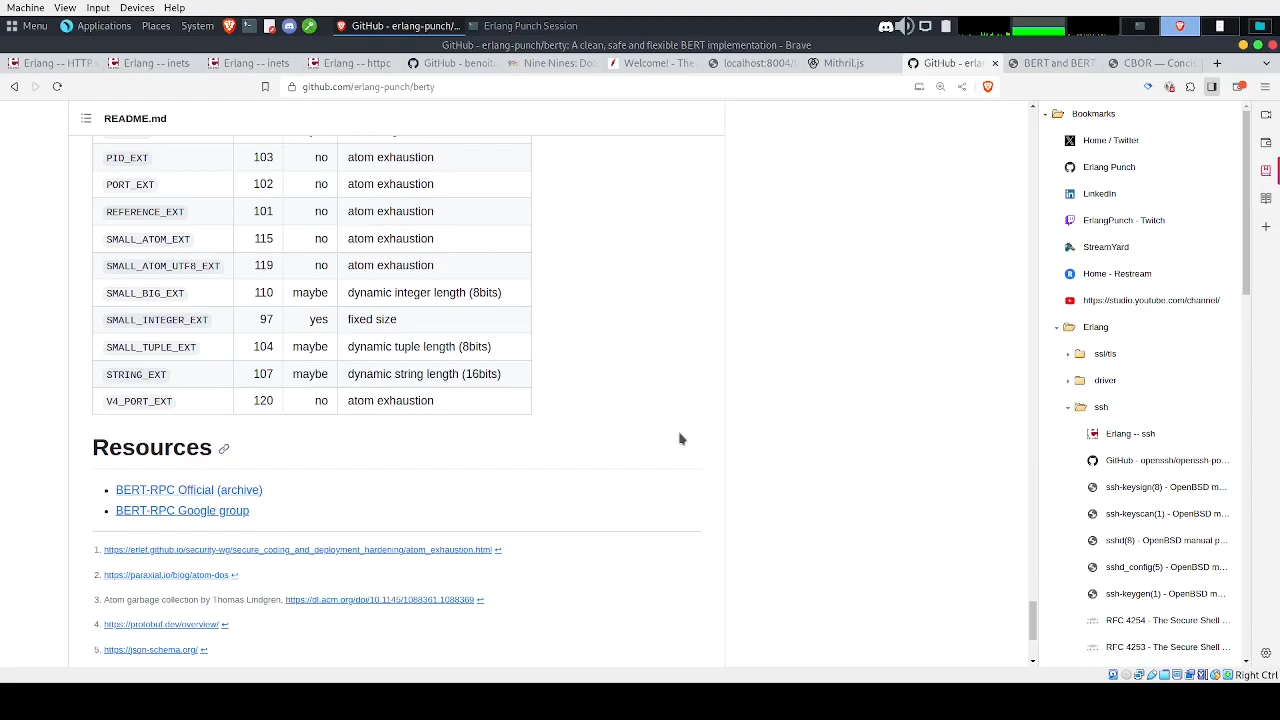 Machine View Input Devices Help
Menu Applications Places System GitHub - erlang-punch/... Erlang Punch Session
GitHub - erlang-punch/berty: A clean, safe and flexible BERT implementation - Brave
Erlang -- HTTP Erlang -- inets Erlang -- inets Erlang -- httpc GitHub - benoit Nine Nines: Do Welcome! - The localhost:8004/ Mithril.js GitHub - erla BERT and BERT CBOR — Concis
github.com/erlang-punch/berty
README.md
PID_EXT 103 no atom exhaustion
PORT_EXT 102 no atom exhaustion
REFERENCE_EXT 101 no atom exhaustion
SMALL_ATOM_EXT 115 no atom exhaustion
SMALL_ATOM_UTF8_EXT 119 no atom exhaustion
SMALL_BIG_EXT 110 maybe dynamic integer length (8bits)
SMALL_INTEGER_EXT 97 yes fixed size
SMALL_TUPLE_EXT 104 maybe dynamic tuple length (8bits)
STRING_EXT 107 maybe dynamic string length (16bits)
V4_PORT_EXT 120 no atom exhaustion
Resources
BERT-RPC Official (archive)
BERT-RPC Google group
1. https://erlef.github.io/security-wg/secure_coding_and_deployment_hardening/atom_exhaustion.html ↩
2. https://paraxial.io/blog/atom-dos ↩
3. Atom garbage collection by Thomas Lindgren, https://dl.acm.org/doi/10.1145/1088361.1088369 ↩
4. https://protobuf.dev/overview/ ↩
5. https://json-schema.org/ ↩
Bookmarks
Home / Twitter
Erlang Punch
LinkedIn
ErlangPunch - Twitch
StreamYard
Home - Restream
https://studio.youtube.com/channel/
Erlang
ssl/tls
driver
ssh
Erlang -- ssh
GitHub - openssh/openssh-po...
ssh-keysign(8) - OpenBSD m...
ssh-keyscan(1) - OpenBSD m...
sshd(8) - OpenBSD manual p...
sshd_config(5) - OpenBSD m...
ssh-keygen(1) - OpenBSD m...
RFC 4254 - The Secure Shell ...
RFC 4253 - The Secure Shell ...
Right Ctrl